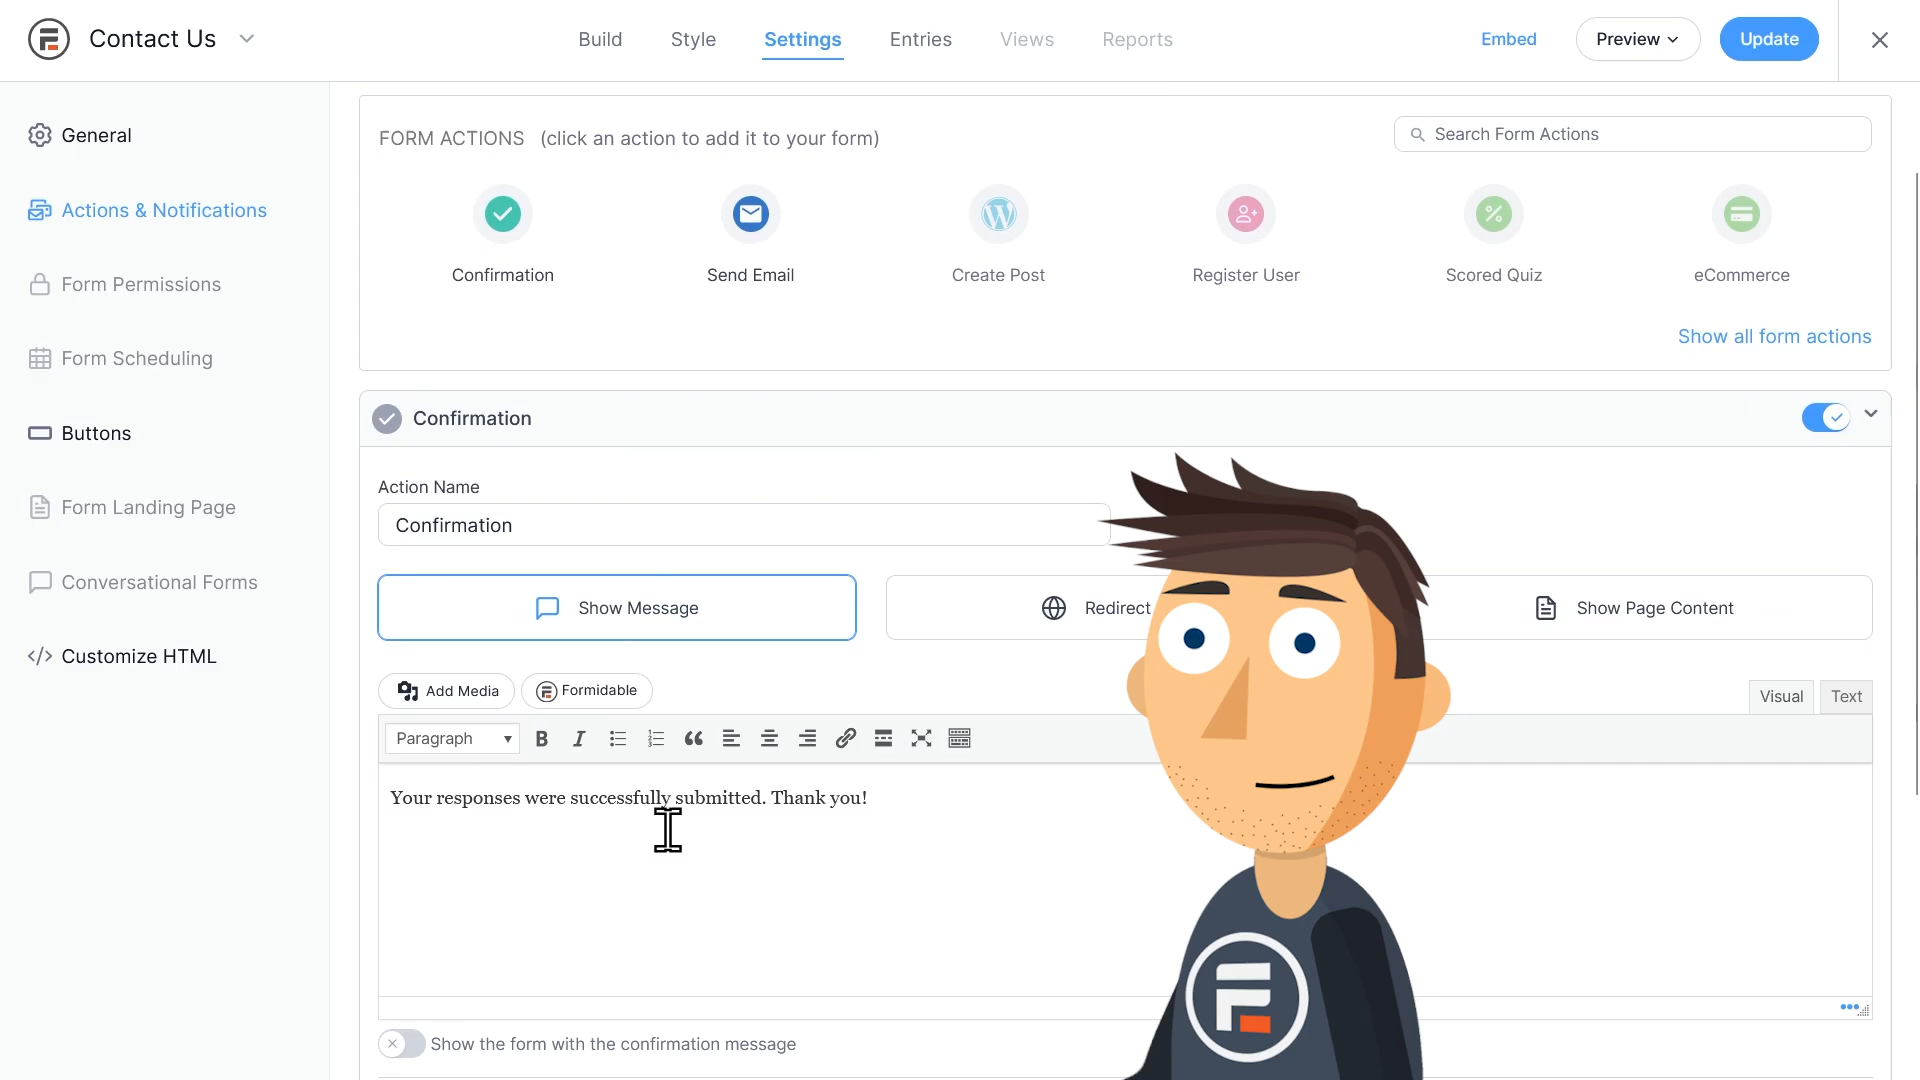 Contact Us
Build
Style
Settings
Entries
Views
Reports
Embed
Preview
Update
General
Actions & Notifications
Form Permissions
Form Scheduling
Buttons
Form Landing Page
Conversational Forms
Customize HTML
FORM ACTIONS (click an action to add it to your form)
Search Form Actions
Confirmation
Send Email
Create Post
Register User
Scored Quiz
eCommerce
Show all form actions
Confirmation
Action Name
Confirmation
Show Message
Redirect
Show Page Content
Add Media
Formidable
Visual
Text
Paragraph
Your responses were successfully submitted. Thank you!
Show the form with the confirmation message